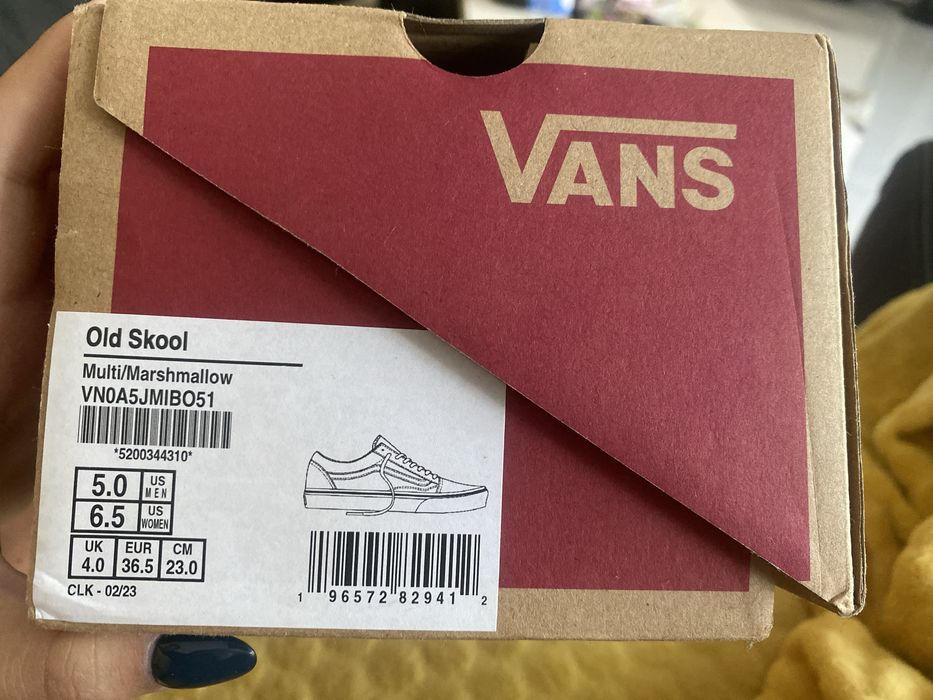 VANS
Old Skool
Multi/Marshmallow
VN0A5JMIBO51
*5200344310*
5.0 US MEN
6.5 US WOMEN
UK EUR CM
4.0 36.5 23.0
CLK - 02/23
1 96572 82941 2